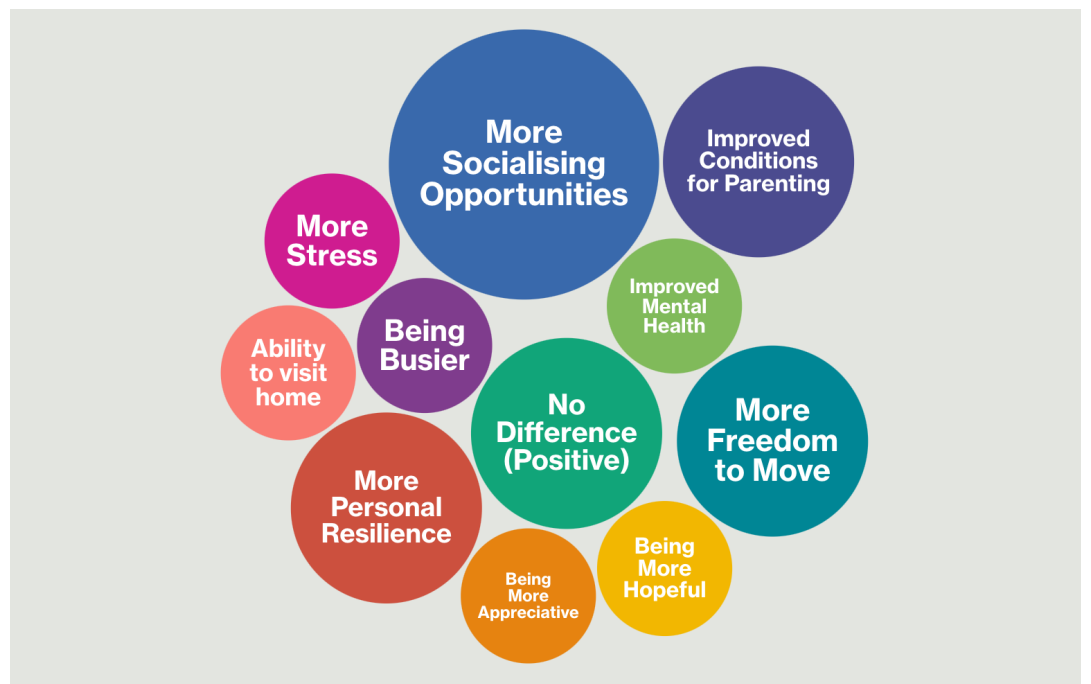 More
Socialising
Opportunities
Improved
Conditions
for Parenting
More
Stress
Improved
Mental
Health
Being
Busier
Ability
to visit
home
No
Difference
(Positive)
More
Freedom
to Move
More
Personal
Resilience
Being
More
Hopeful
Being
More
Appreciative